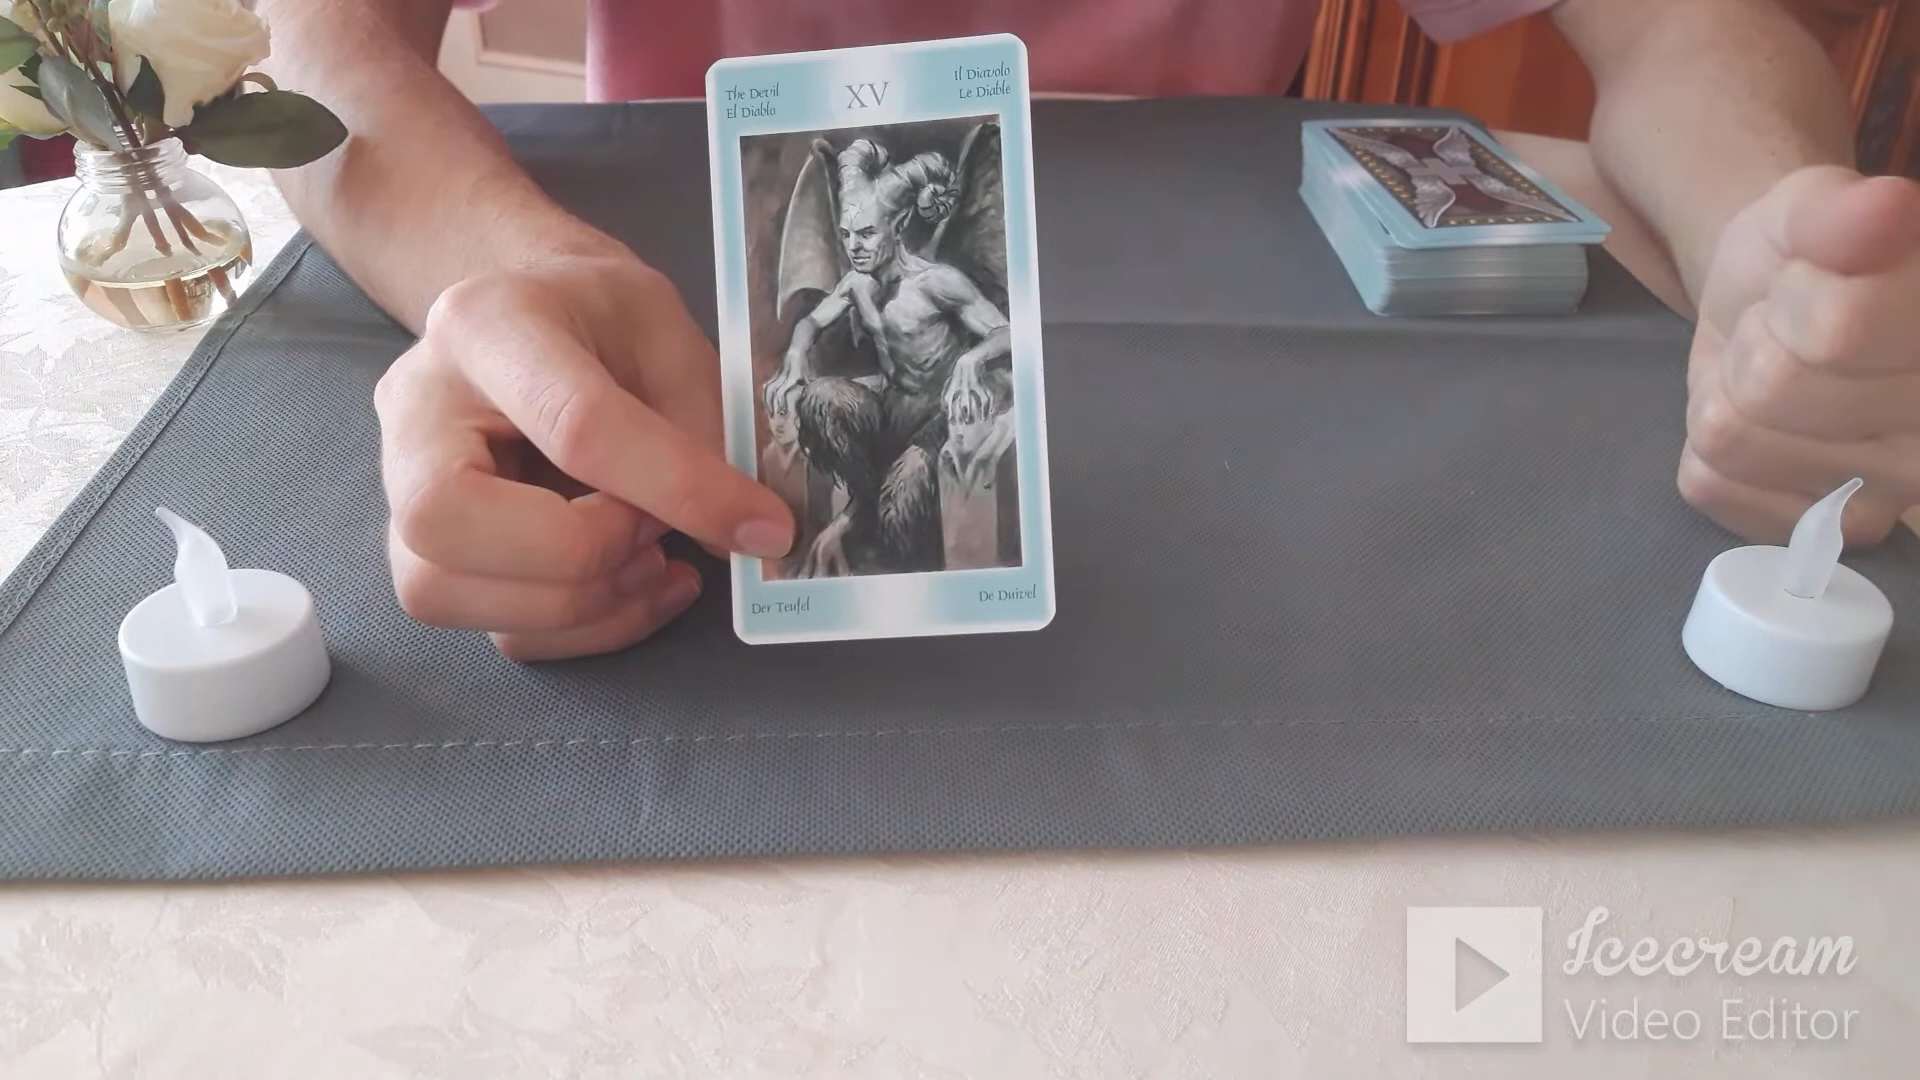 The Devil
El Diablo
XV
Il Diavolo
Le Diable
Der Teufel
De Duivel
Icecream
Video Editor